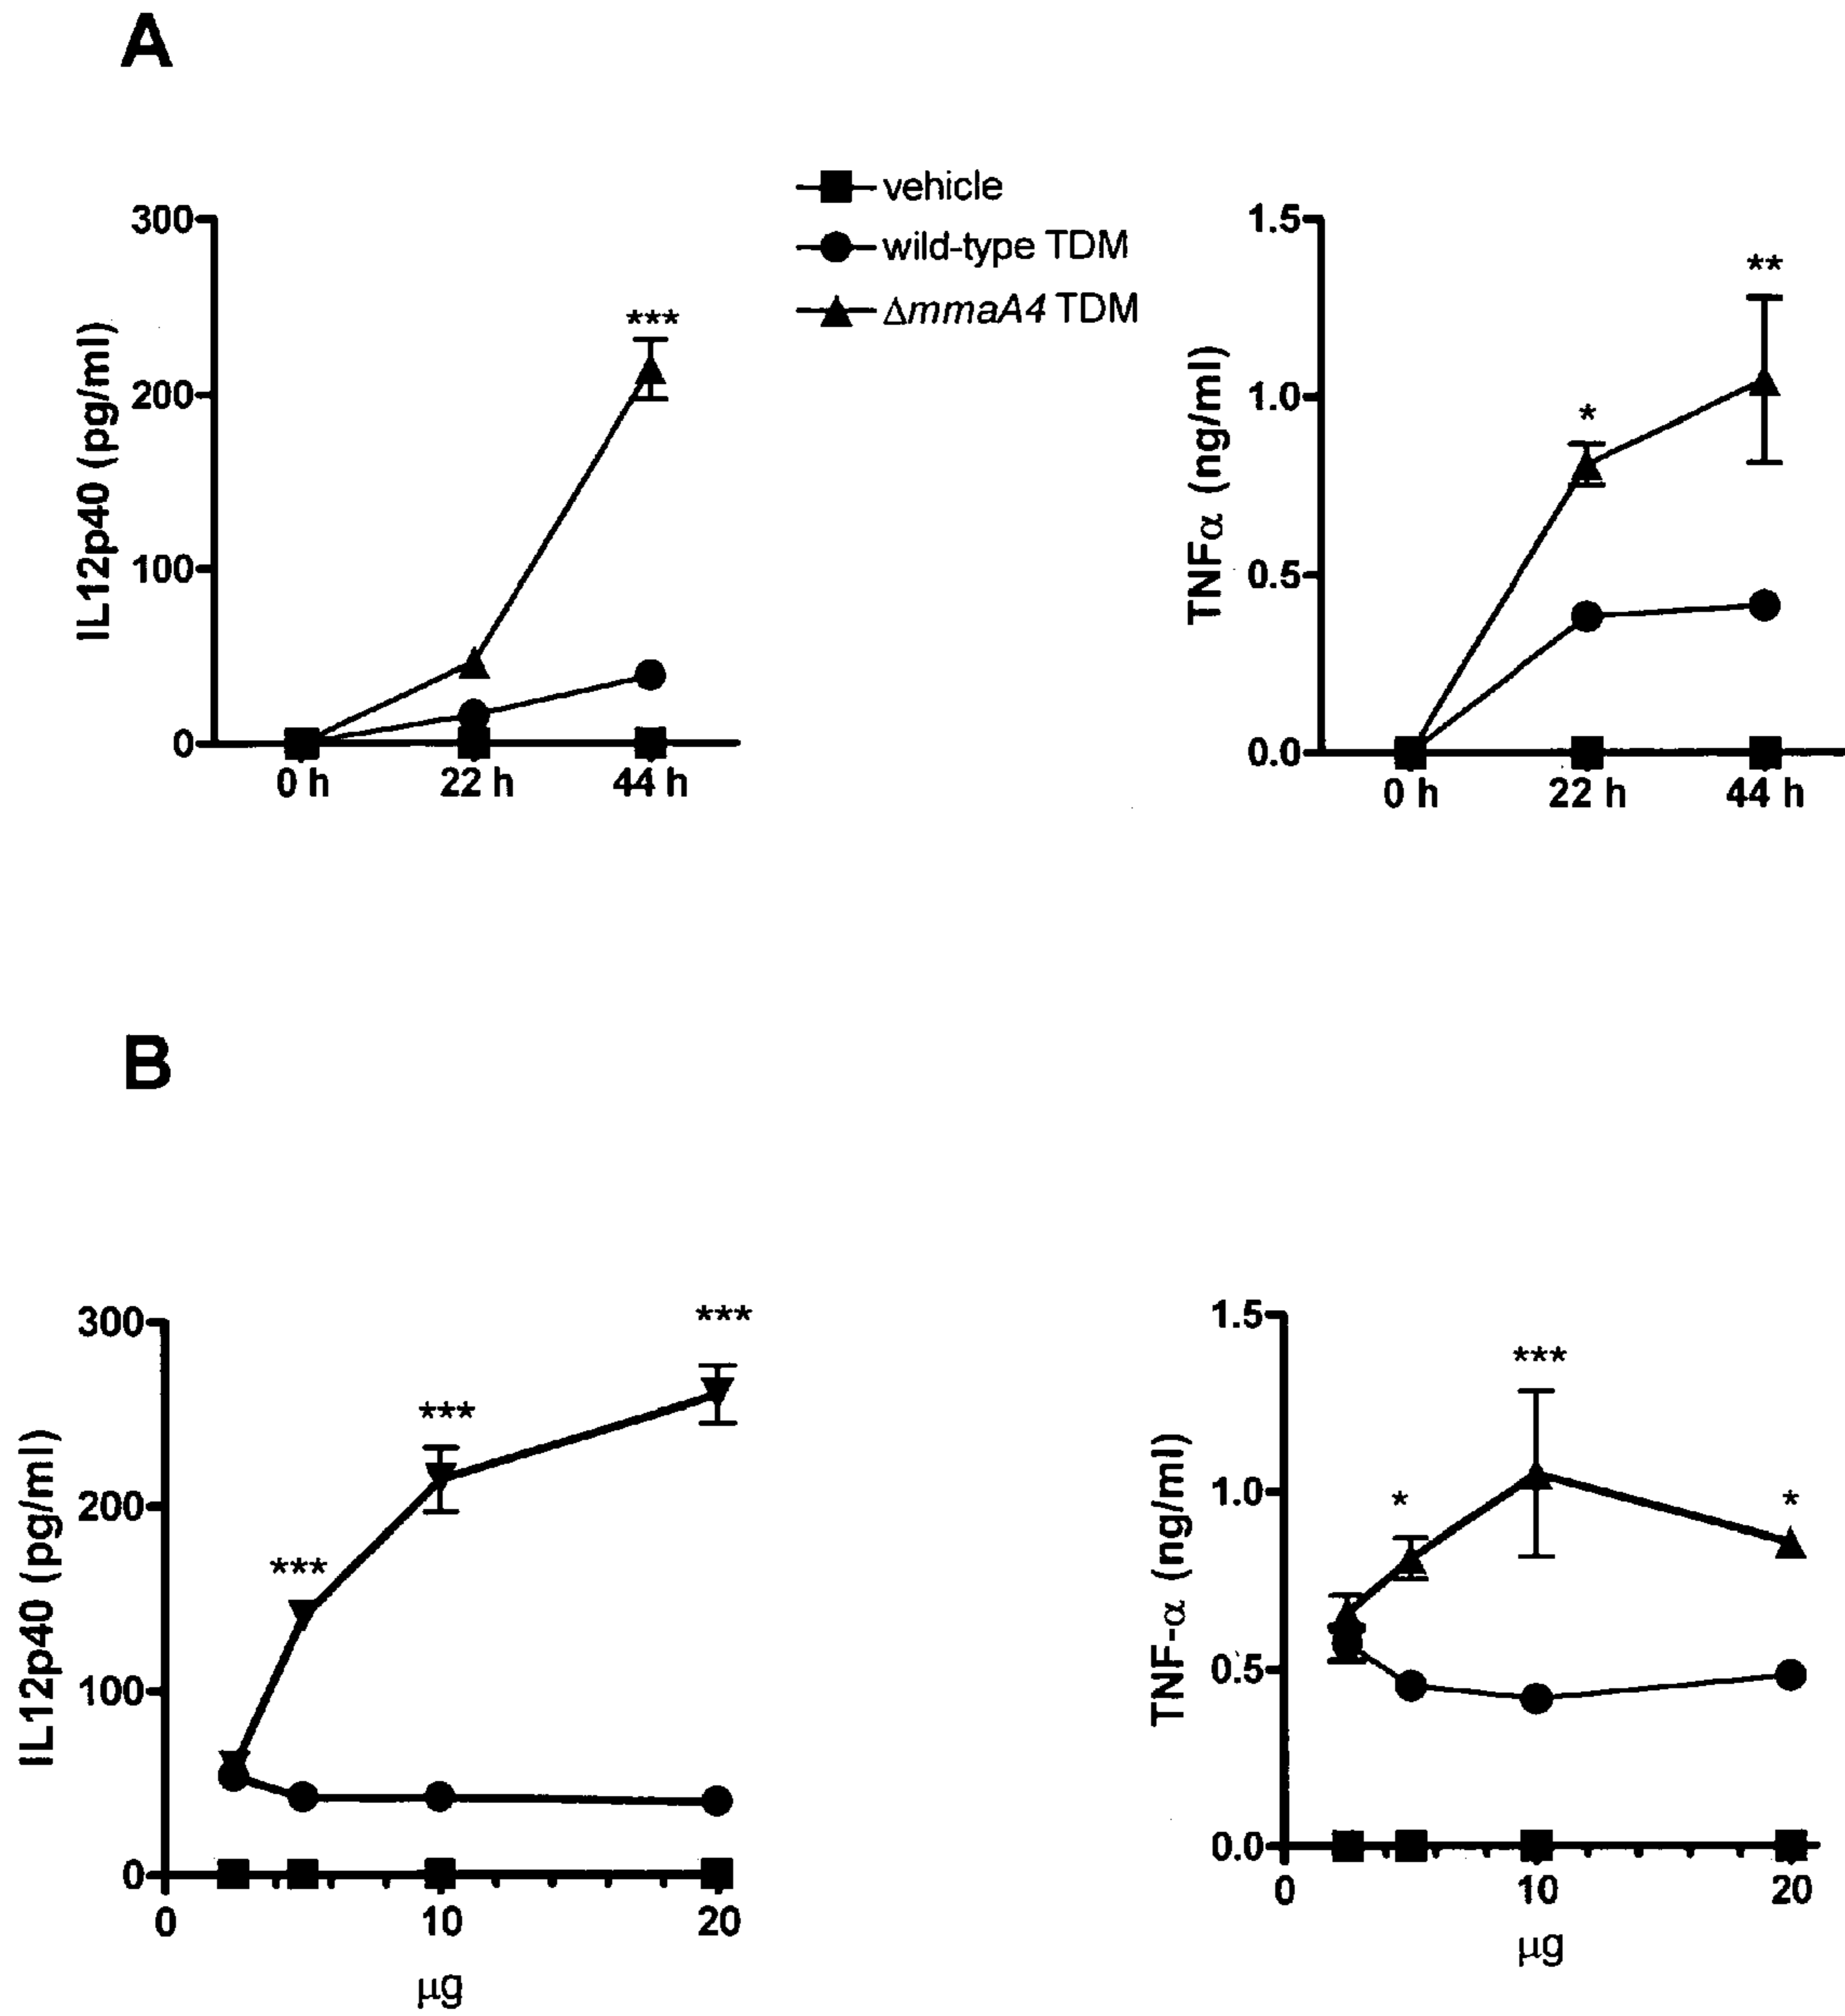 A
vehicle
wild-type TDM
ΔmmaA4 TDM
IL12p40 (pg/ml)
300
200
100
0
***
0 h 22 h 44 h
TNFα (ng/ml)
1.5
1.0
0.5
0.0
*
**
0 h 22 h 44 h
B
IL12p40 (pg/ml)
300
200
100
0
***
***
***
0 10 20
μg
TNF-α (ng/ml)
1.5
1.0
0.5
0.0
*
***
*
0 10 20
μg